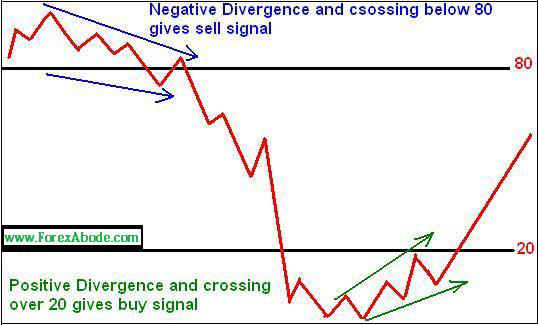 Negative Divergence and csossing below 80
gives sell signal
80
www.ForexAbode.com
20
Positive Divergence and crossing
over 20 gives buy signal